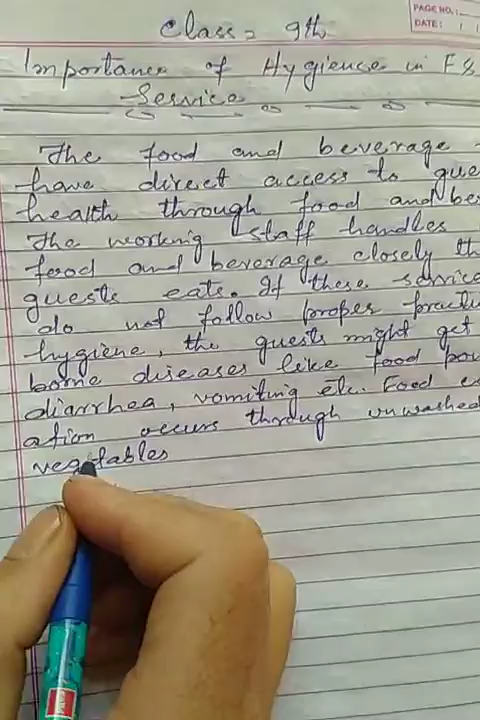 PAGE NO.:
DATE:
Class = 9th
Importance of Hygience in F&
Service
The food and beverage
have direct access to gue
health through food and be
The working staff handles
food and beverage closely th
guests eats. If these service
do not follow proper practi
hygiene, the guests might get
borne diseases like food poi
diarrhea, vomiting etc. Food
ation occurs through unwashed
vegetables